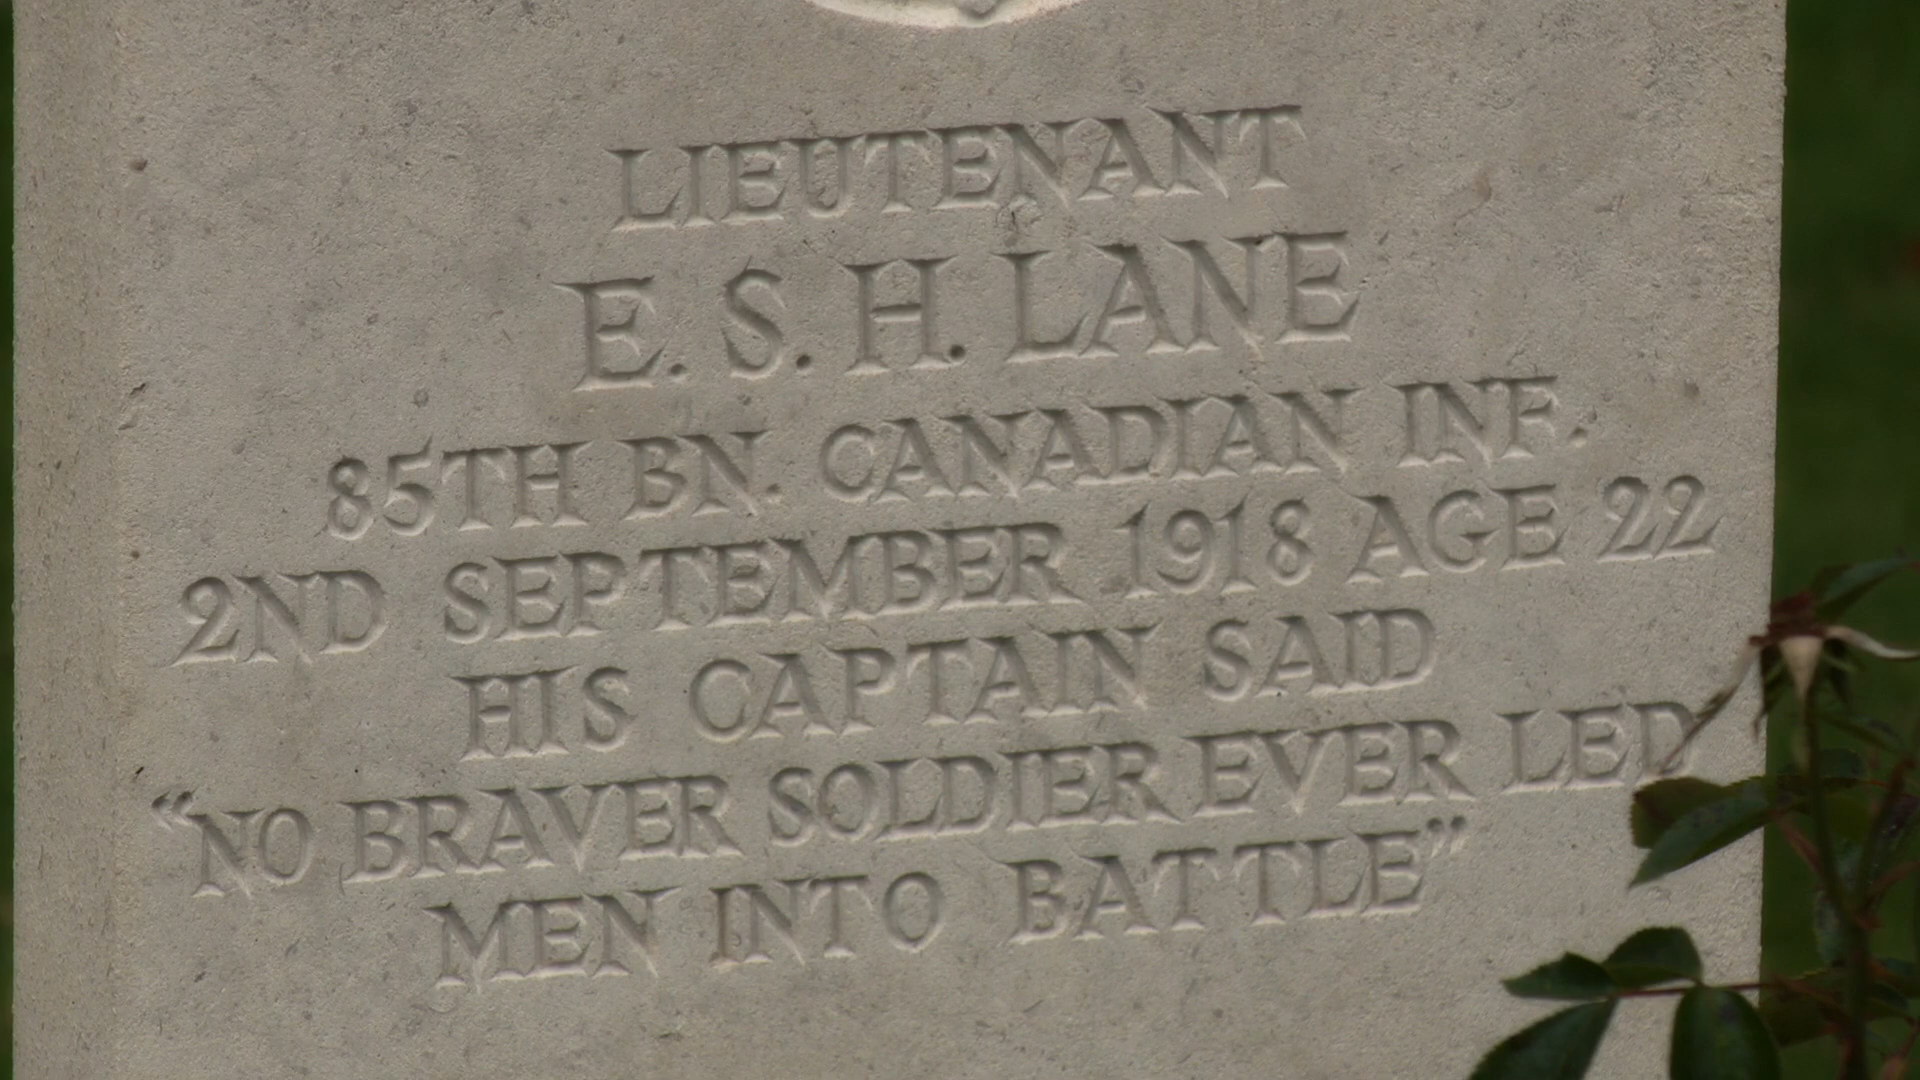 LIEUTENANT
E. S. H. LANE
85TH BN. CANADIAN INF.
2ND SEPTEMBER 1918 AGE 22
HIS CAPTAIN SAID
“NO BRAVER SOLDIER EVER LED
MEN INTO BATTLE”